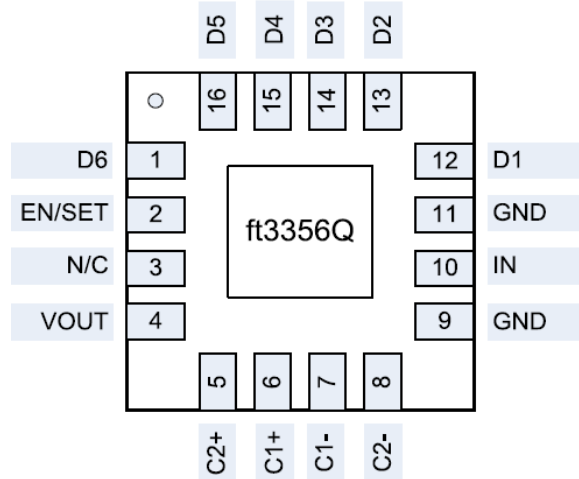 D5 D4 D3 D2
16 15 14 13
D6 1 12 D1
EN/SET 2 11 GND
ft3356Q
N/C 3 10 IN
VOUT 4 9 GND
5 6 7 8
C2+ C1+ C1- C2-